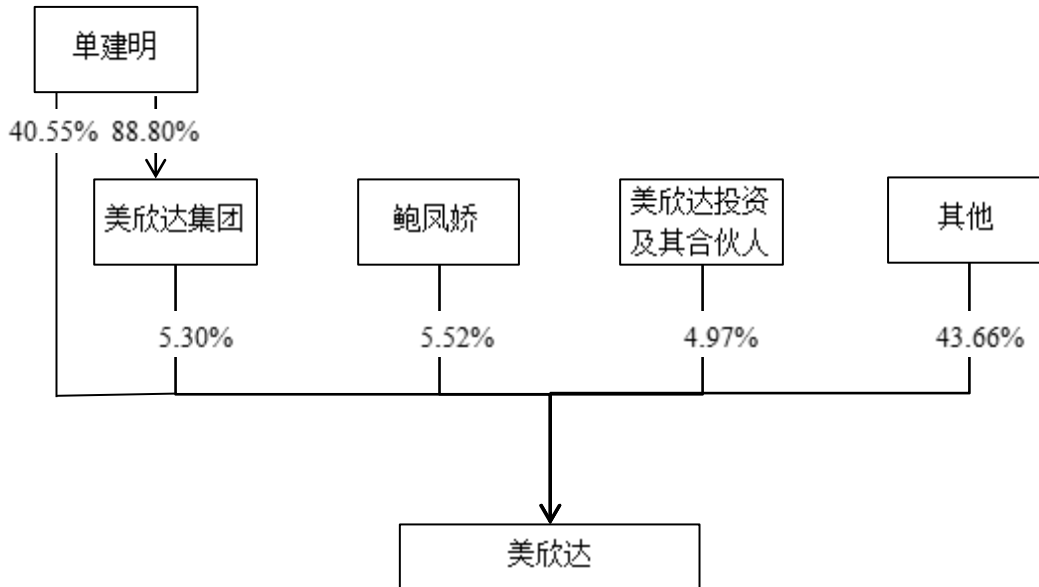 单建明
40.55% 88.80%
美欣达集团
鲍凤娇
美欣达投资
及其合伙人
其他
5.30%
5.52%
4.97%
43.66%
美欣达